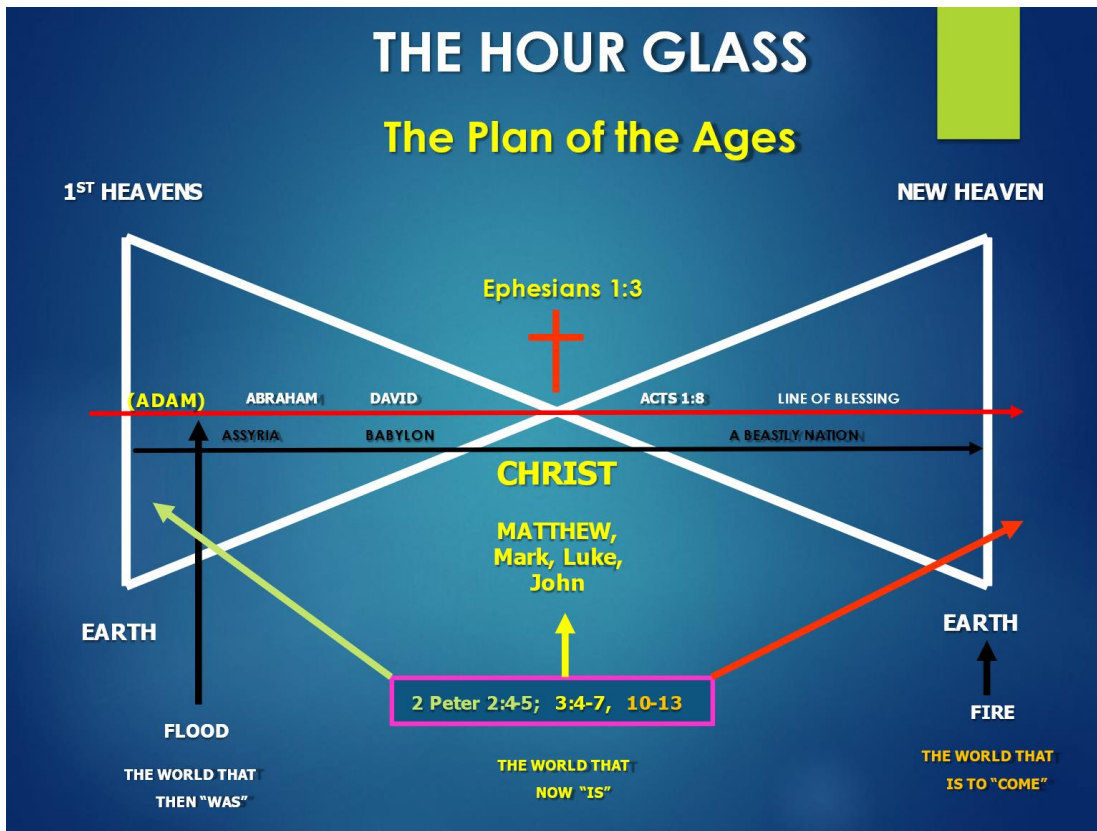 THE HOUR GLASS
The Plan of the Ages
1ST HEAVENS
NEW HEAVEN
Ephesians 1:3
(ADAM)
ABRAHAM
DAVID
ACTS 1:8
LINE OF BLESSING
ASSYRIA
BABYLON
A BEASTLY NATION
CHRIST
MATTHEW,
Mark, Luke,
John
EARTH
EARTH
2 Peter 2:4-5; 3:4-7, 10-13
FLOOD
FIRE
THE WORLD THAT
THEN “WAS”
THE WORLD THAT
NOW “IS”
THE WORLD THAT
IS TO “COME”